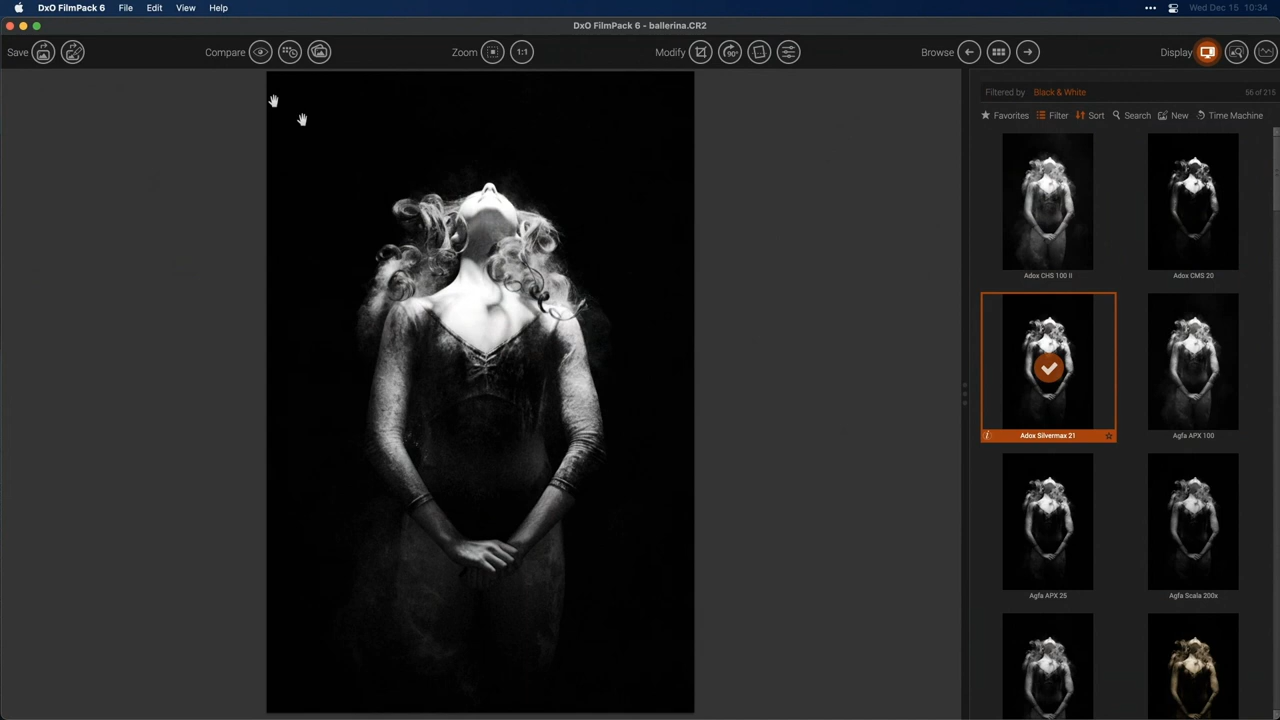 DxO FilmPack 6 File Edit View Help ••• Wed Dec 15 10:34
DxO FilmPack 6 - ballerina.CR2
Save Compare Zoom 1:1 Modify 90° Browse Display
Filtered by Black & White 56 of 215
Favorites Filter Sort Search New Time Machine
Adox CHS 100 II Adox CMS 20
Adox Silvermax 21 Agfa APX 100
Agfa APX 25 Agfa Scala 200x